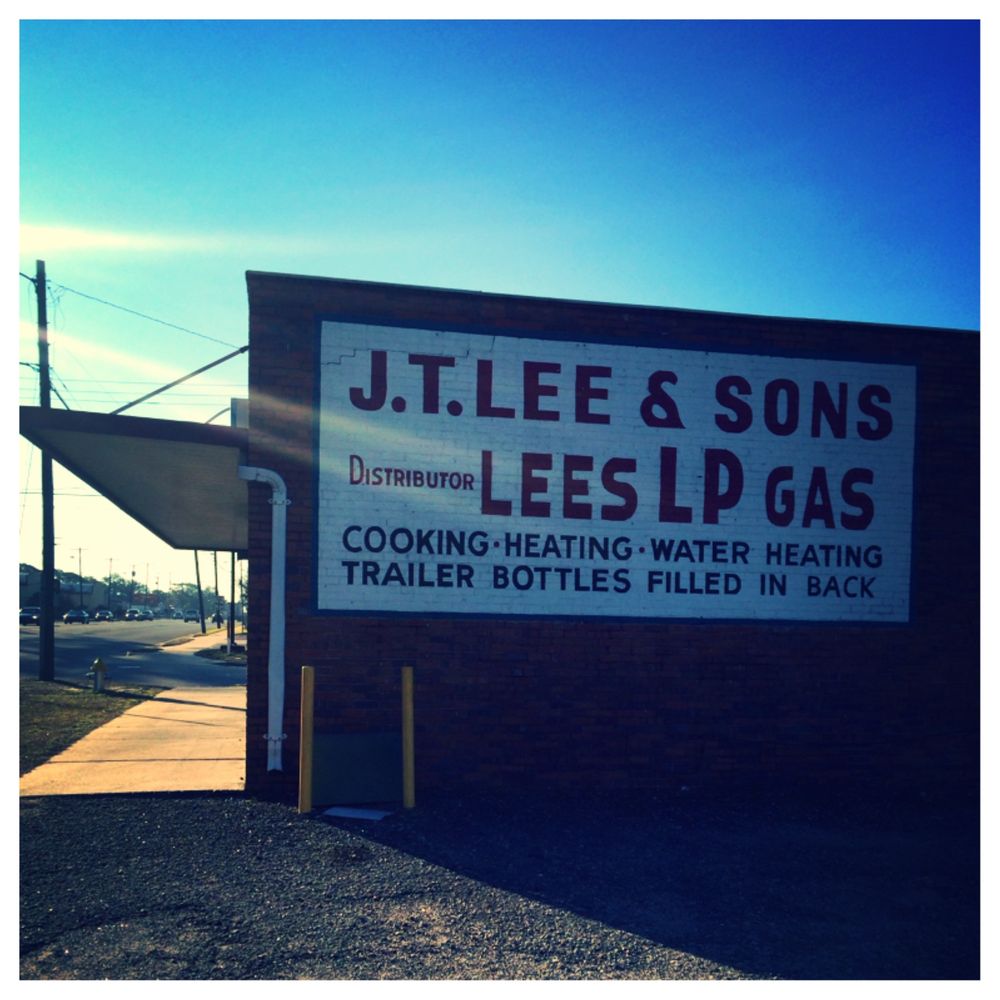 J.T. LEE & SONS
DISTRIBUTOR LEES LP GAS
COOKING · HEATING · WATER HEATING
TRAILER BOTTLES FILLED IN BACK